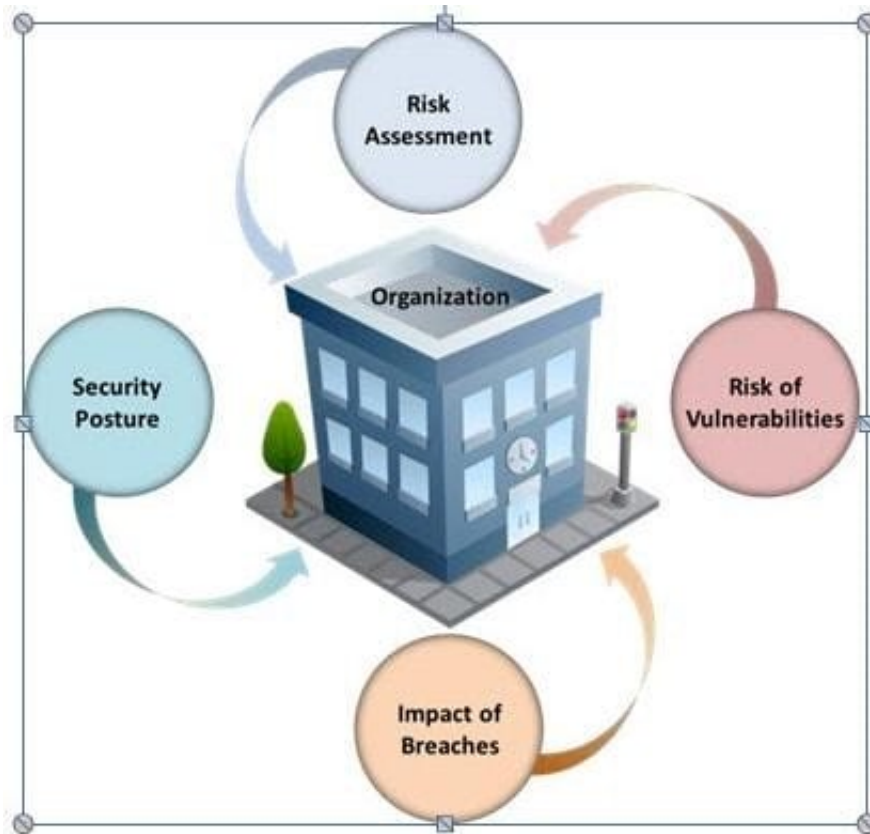 Risk
Assessment
Organization
Security
Posture
Risk of
Vulnerabilities
Impact of
Breaches